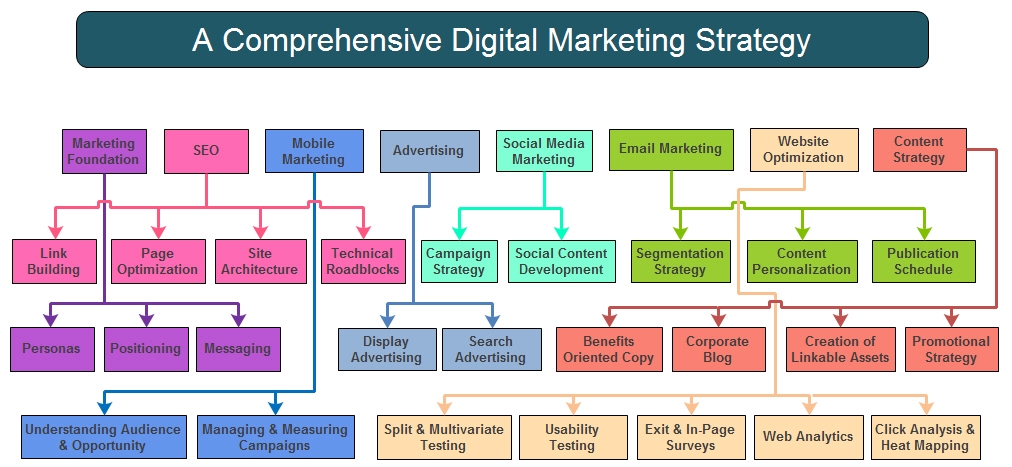 A Comprehensive Digital Marketing Strategy
Marketing
Foundation
SEO
Mobile
Marketing
Advertising
Social Media
Marketing
Email Marketing
Website
Optimization
Content
Strategy
Link
Building
Page
Optimization
Site
Architecture
Technical
Roadblocks
Campaign
Strategy
Social Content
Development
Segmentation
Strategy
Content
Personalization
Publication
Schedule
Personas
Positioning
Messaging
Display
Advertising
Search
Advertising
Benefits
Oriented Copy
Corporate
Blog
Creation of
Linkable Assets
Promotional
Strategy
Understanding Audience
& Opportunity
Managing & Measuring
Campaigns
Split & Multivariate
Testing
Usability
Testing
Exit & In-Page
Surveys
Web Analytics
Click Analysis &
Heat Mapping